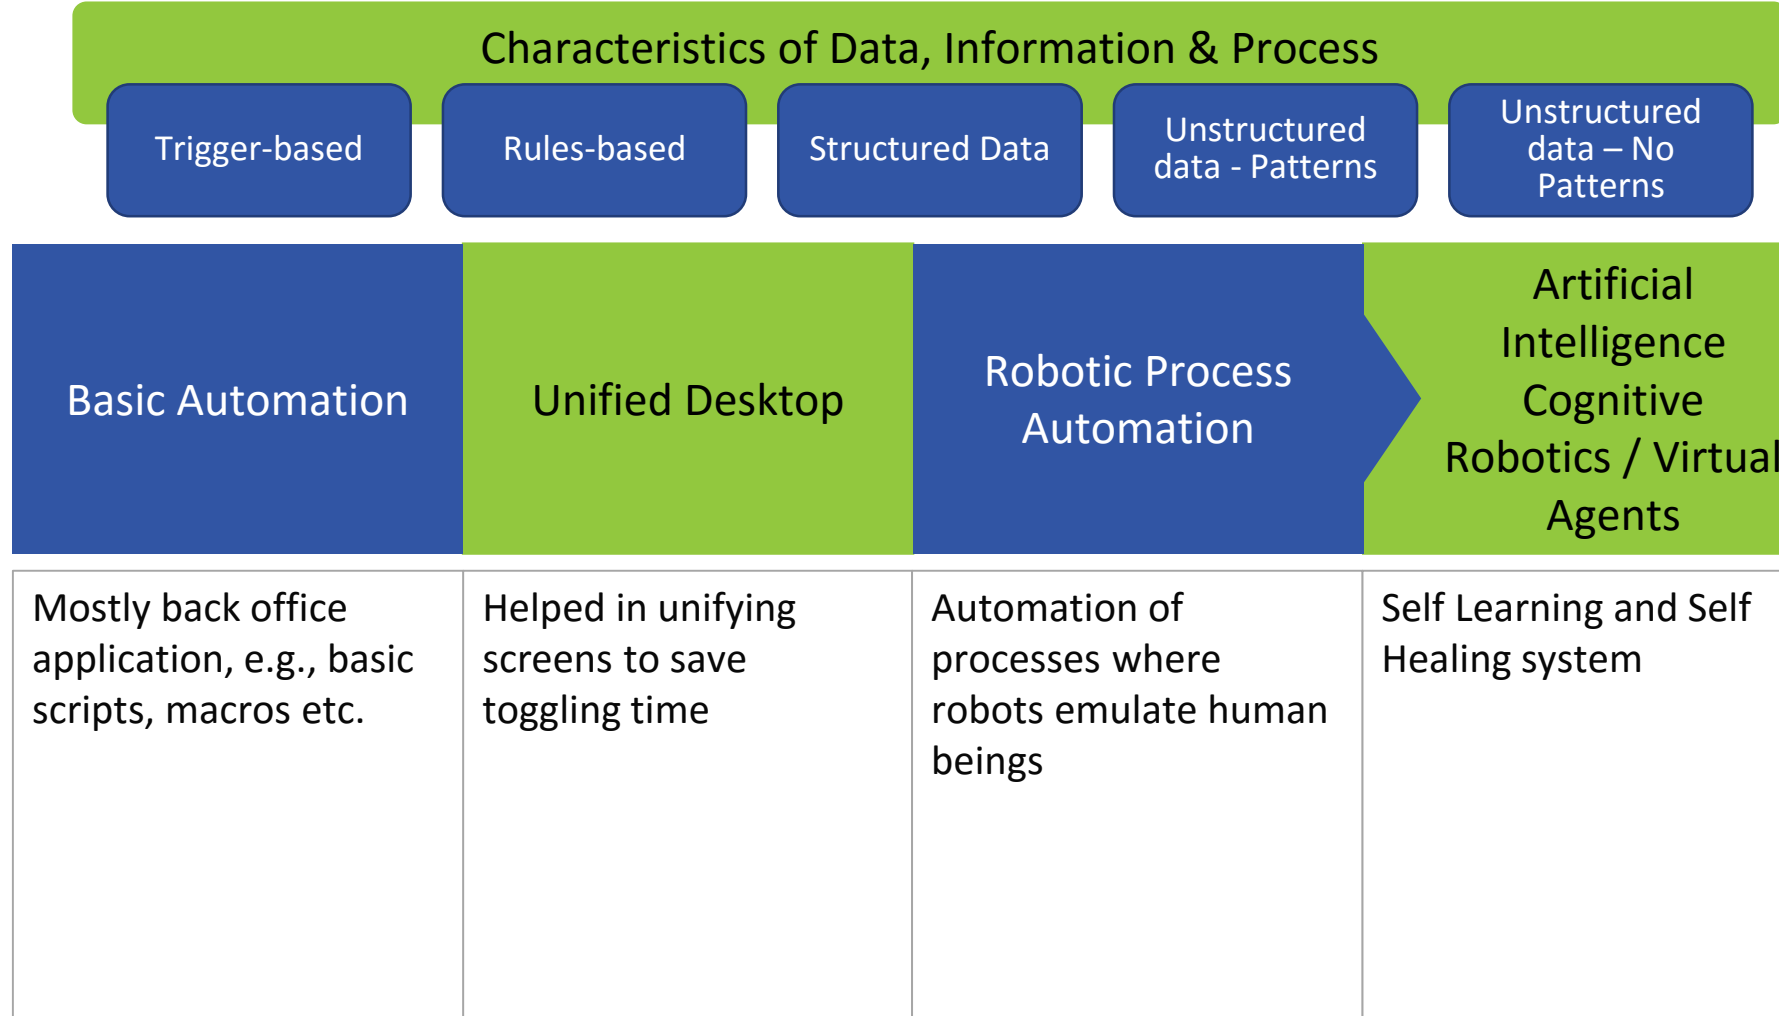 Characteristics of Data, Information & Process
Trigger-based
Rules-based
Structured Data
Unstructured
data - Patterns
Unstructured
data – No
Patterns
Basic Automation
Unified Desktop
Robotic Process
Automation
Artificial
Intelligence
Cognitive
Robotics / Virtual
Agents
Mostly back office
application, e.g., basic
scripts, macros etc.
Helped in unifying
screens to save
toggling time
Automation of
processes where
robots emulate human
beings
Self Learning and Self
Healing system